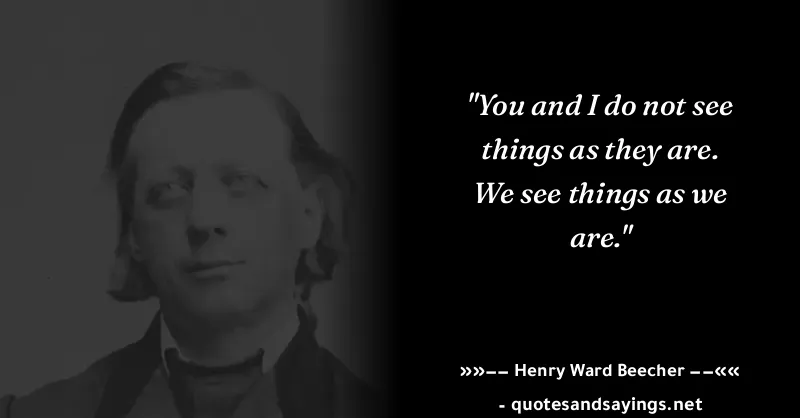 "You and I do not see
things as they are.
We see things as we
are."
»»−− Henry Ward Beecher −−««
- quotesandsayings.net